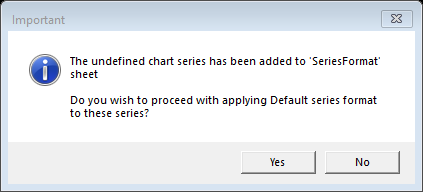 Important
The undefined chart series has been added to 'SeriesFormat'
sheet
Do you wish to proceed with applying Default series format
to these series?
Yes
No